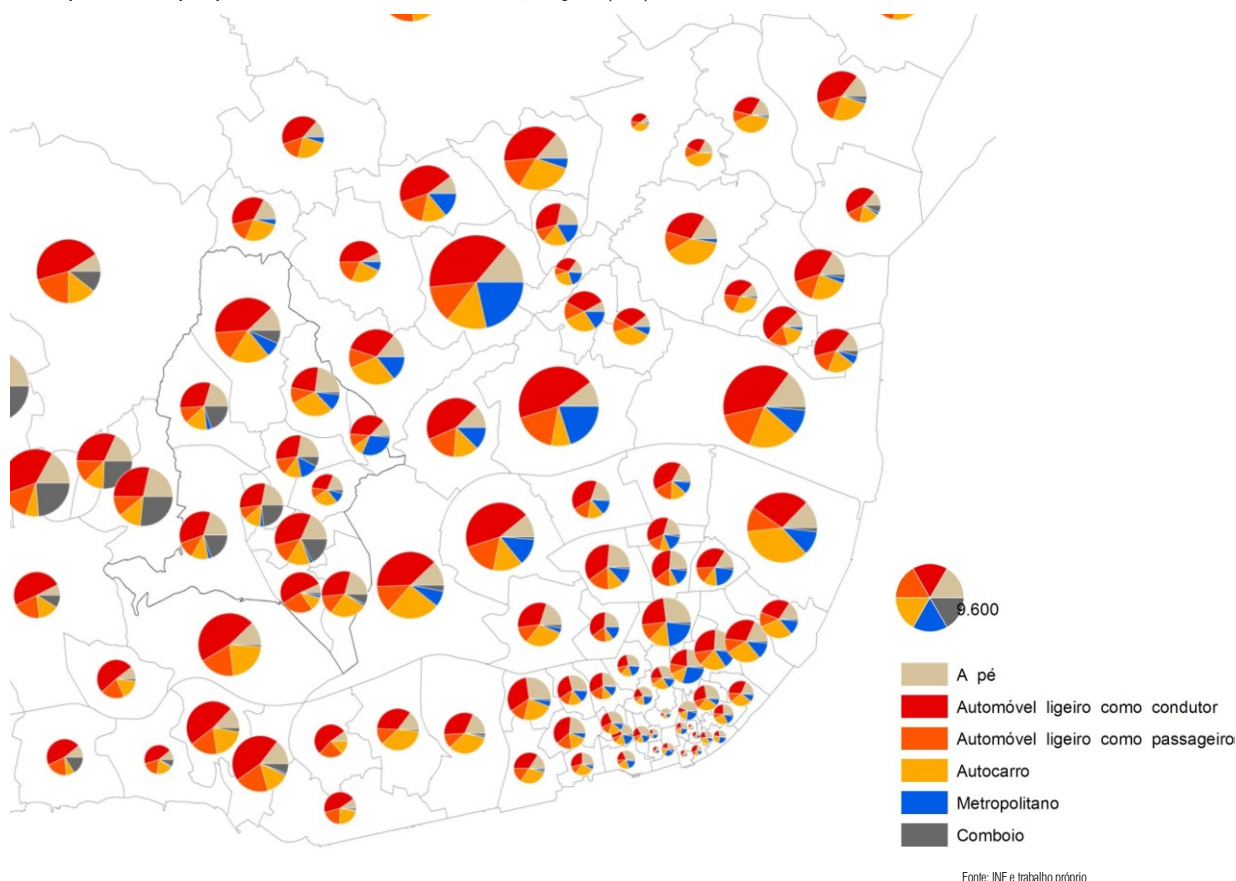 9.600
A pé
Automóvel ligeiro como condutor
Automóvel ligeiro como passageiro
Autocarro
Metropolitano
Comboio
Fonte: INE e trabalho próprio